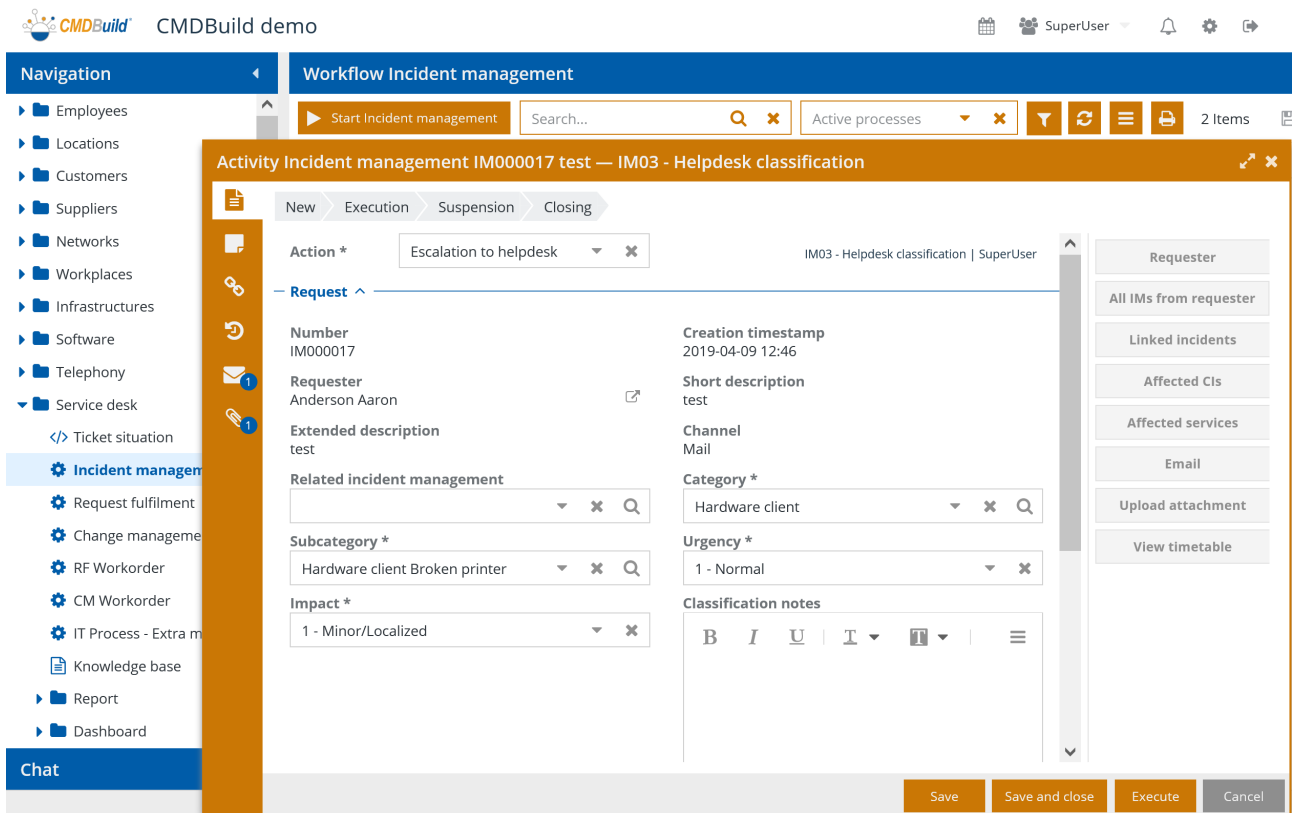 CMDBuild
CMDBuild demo
SuperUser
Navigation
Workflow Incident management
Employees
Locations
Customers
Suppliers
Networks
Workplaces
Infrastructures
Software
Telephony
Service desk
</> Ticket situation
Incident managem
Request fulfilment
Change manageme
RF Workorder
CM Workorder
IT Process - Extra m
Knowledge base
Report
Dashboard
Chat
Start Incident management
Search...
Active processes
2 Items
Activity Incident management IM000017 test — IM03 - Helpdesk classification
New Execution Suspension Closing
Action * Escalation to helpdesk
IM03 - Helpdesk classification | SuperUser
Request
Number
IM000017
Creation timestamp
2019-04-09 12:46
Requester
Anderson Aaron
Short description
test
Extended description
test
Channel
Mail
Related incident management
Category *
Hardware client
Subcategory *
Hardware client Broken printer
Urgency *
1 - Normal
Impact *
1 - Minor/Localized
Classification notes
B I U T T
1
1
Requester
All IMs from requester
Linked incidents
Affected CIs
Affected services
Email
Upload attachment
View timetable
Save
Save and close
Execute
Cancel